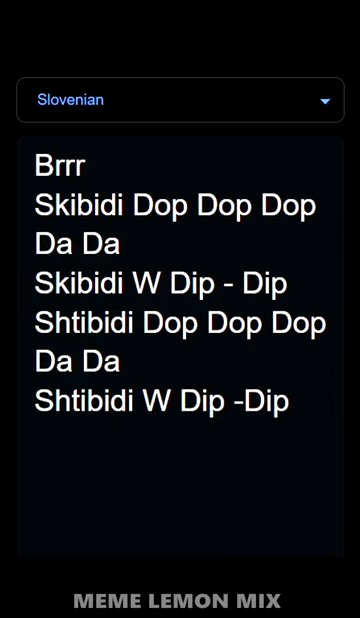 Slovenian
Brrr
Skibidi Dop Dop Dop
Da Da
Skibidi W Dip - Dip
Shtibidi Dop Dop Dop
Da Da
Shtibidi W Dip -Dip
MEME LEMON MIX